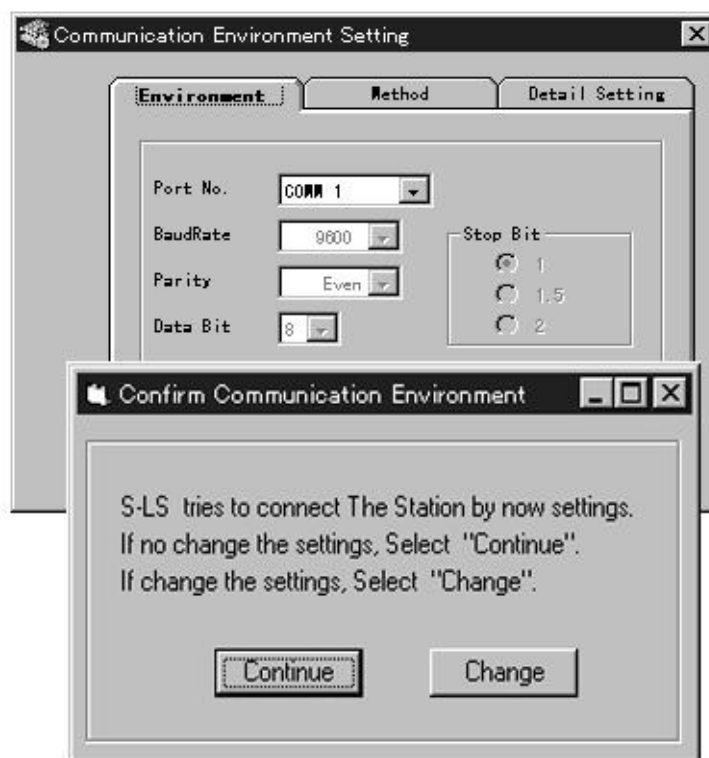 Communication Environment Setting
Environment Method Detail Setting
Port No. COMM 1
BaudRate 9600 Stop Bit
1
Parity Even 1.5
Data Bit 8 2
Confirm Communication Environment
S-LS tries to connect The Station by now settings.
If no change the settings, Select "Continue".
If change the settings, Select "Change".
Continue Change